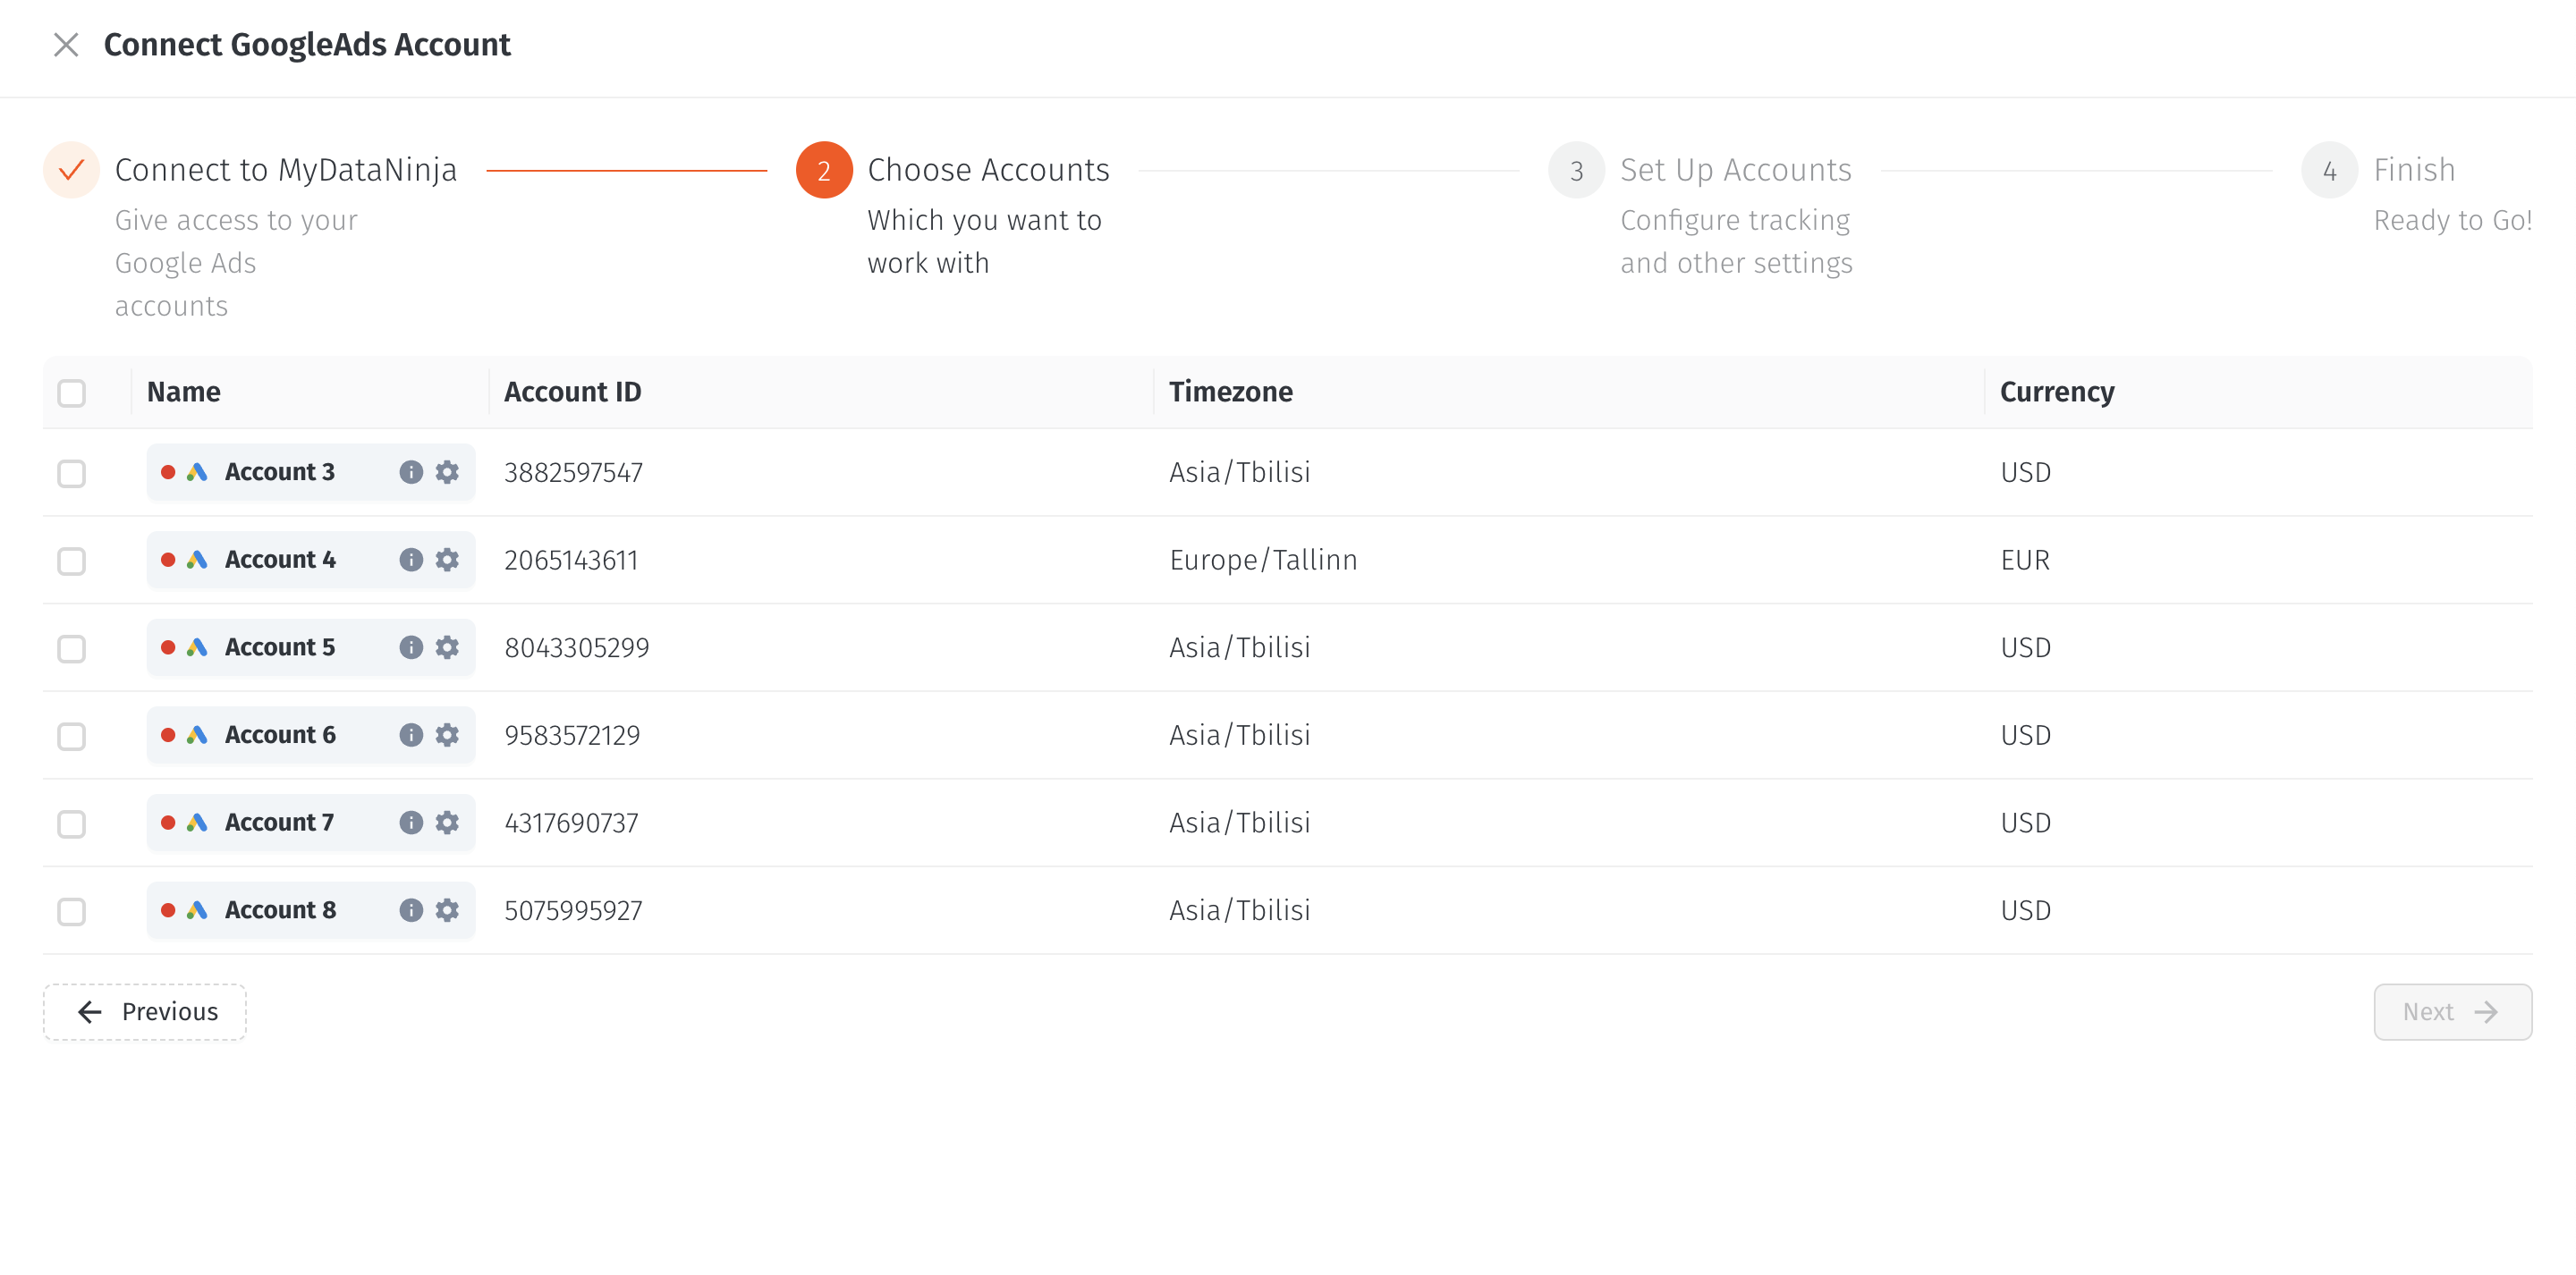 Connect GoogleAds Account
Connect to MyDataNinja
Give access to your
Google Ads
accounts
2
Choose Accounts
Which you want to
work with
3
Set Up Accounts
Configure tracking
and other settings
4
Finish
Ready to Go!
Name Account ID Timezone Currency
Account 3 3882597547 Asia/Tbilisi USD
Account 4 2065143611 Europe/Tallinn EUR
Account 5 8043305299 Asia/Tbilisi USD
Account 6 9583572129 Asia/Tbilisi USD
Account 7 4317690737 Asia/Tbilisi USD
Account 8 5075995927 Asia/Tbilisi USD
Previous
Next